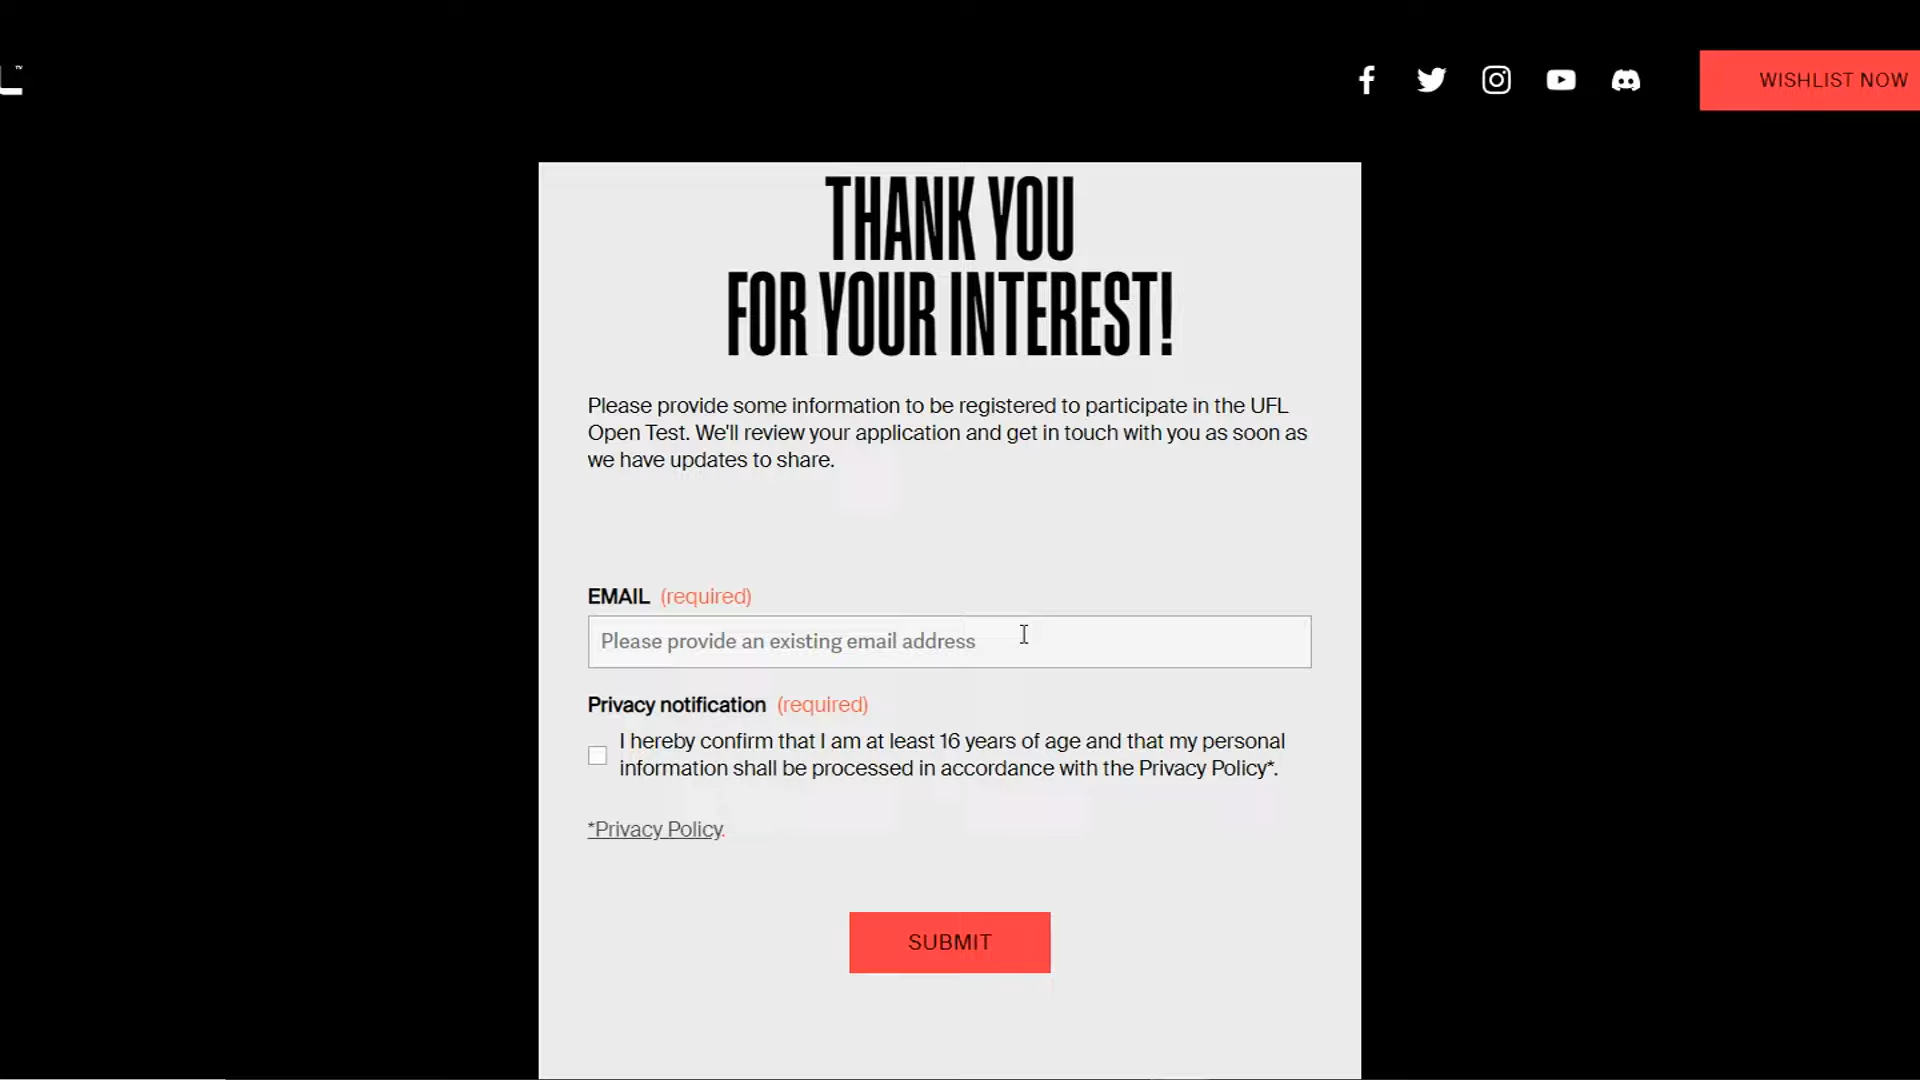 L™
WISHLIST NOW
THANK YOU
FOR YOUR INTEREST!
Please provide some information to be registered to participate in the UFL
Open Test. We'll review your application and get in touch with you as soon as
we have updates to share.
EMAIL (required)
Please provide an existing email address
Privacy notification (required)
I hereby confirm that I am at least 16 years of age and that my personal
information shall be processed in accordance with the Privacy Policy*.
*Privacy Policy.
SUBMIT